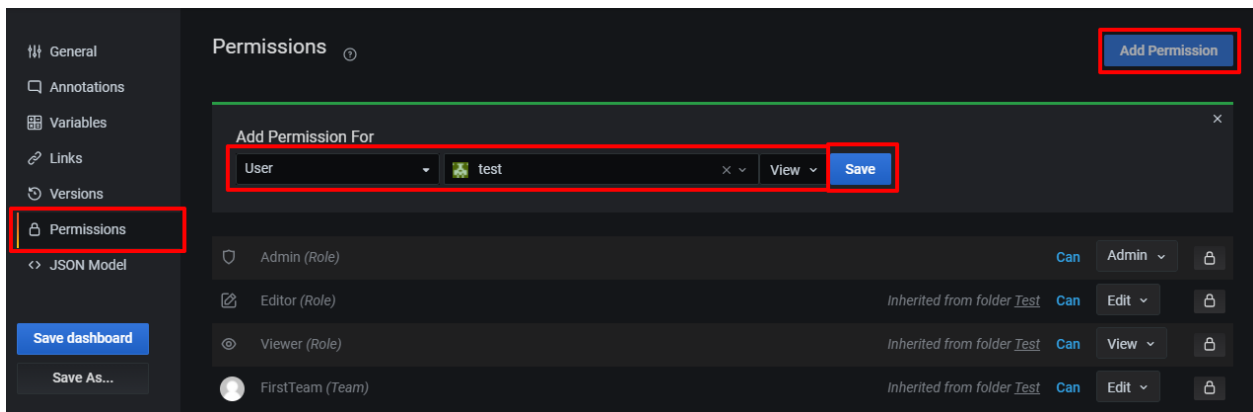 General
Annotations
Variables
Links
Versions
Permissions
JSON Model
Save dashboard
Save As...
Permissions
Add Permission
Add Permission For
User test View Save
Admin (Role) Can Admin
Editor (Role) Inherited from folder Test Can Edit
Viewer (Role) Inherited from folder Test Can View
FirstTeam (Team) Inherited from folder Test Can Edit